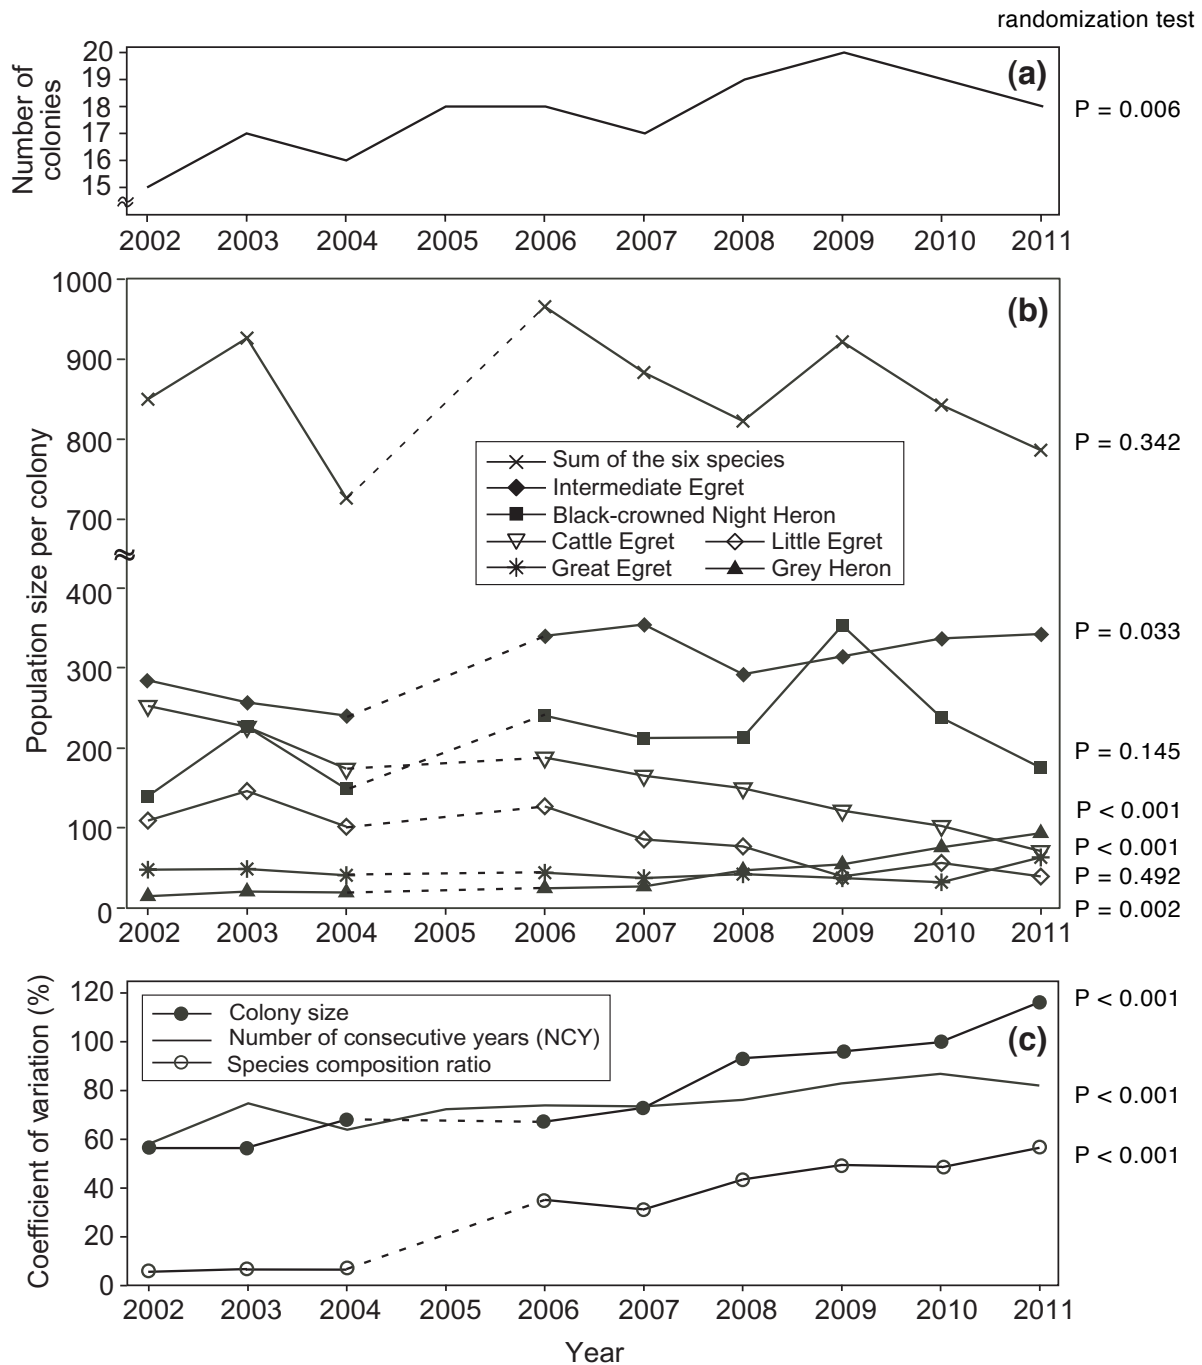 randomization test
(a)
Number of
colonies
20
19
18
17
16
15
P = 0.006
2002 2003 2004 2005 2006 2007 2008 2009 2010 2011
(b)
Population size per colony
1000
900
800
700
400
300
200
100
0
Sum of the six species
Intermediate Egret
Black-crowned Night Heron
Cattle Egret Little Egret
Great Egret Grey Heron
P = 0.342
P = 0.033
P = 0.145
P < 0.001
P < 0.001
P = 0.492
P = 0.002
2002 2003 2004 2005 2006 2007 2008 2009 2010 2011
(c)
Coefficient of variation (%)
120
100
80
60
40
20
0
Colony size
Number of consecutive years (NCY)
Species composition ratio
P < 0.001
P < 0.001
P < 0.001
2002 2003 2004 2005 2006 2007 2008 2009 2010 2011
Year